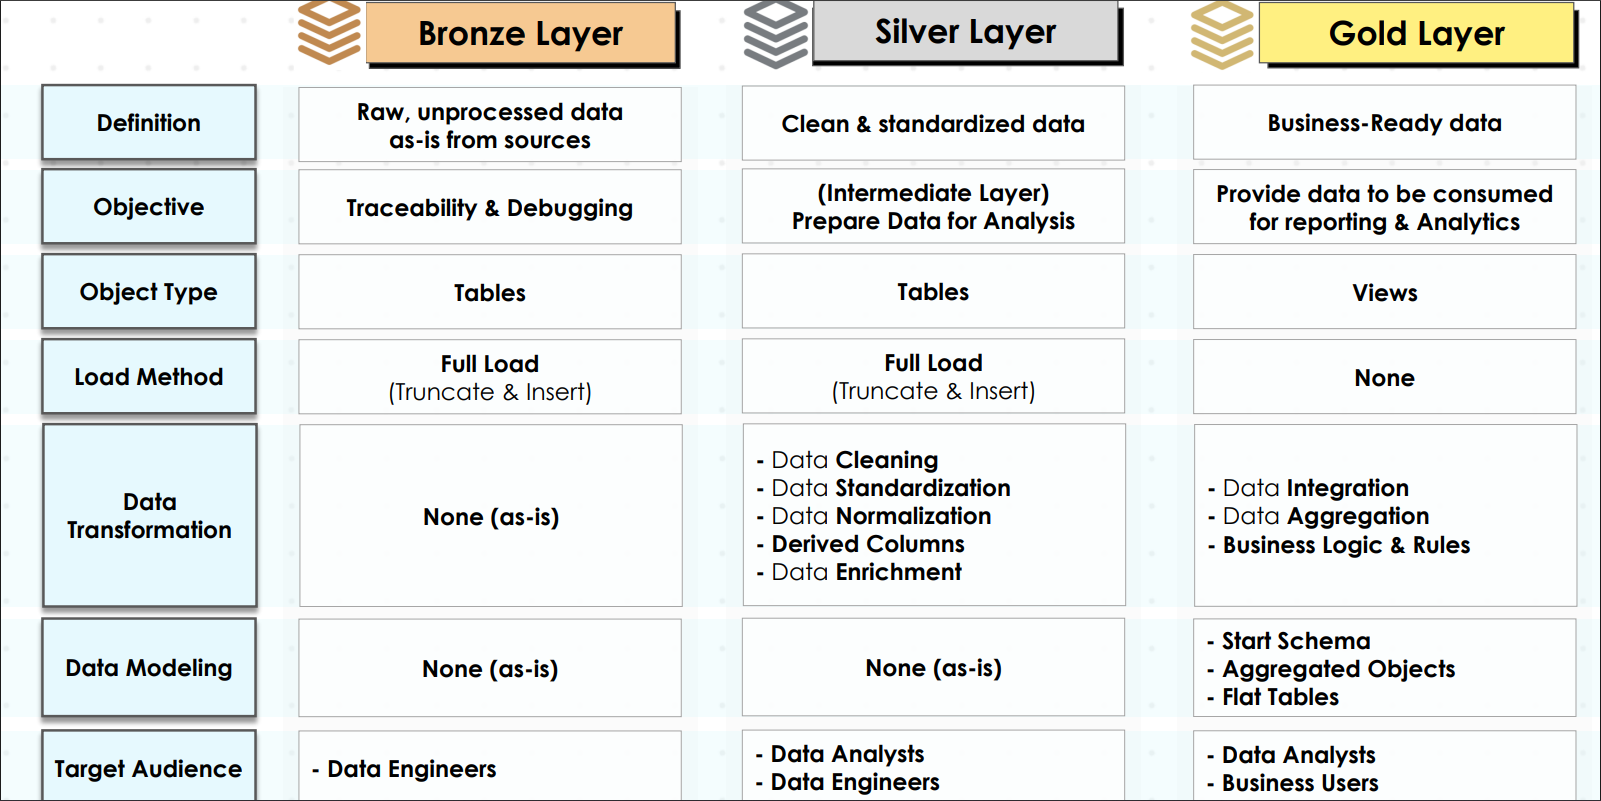 Bronze Layer
Silver Layer
Gold Layer
Definition
Raw, unprocessed data
as-is from sources
Clean & standardized data
Business-Ready data
Objective
Traceability & Debugging
(Intermediate Layer)
Prepare Data for Analysis
Provide data to be consumed
for reporting & Analytics
Object Type
Tables
Tables
Views
Load Method
Full Load
(Truncate & Insert)
Full Load
(Truncate & Insert)
None
Data
Transformation
None (as-is)
- Data Cleaning
- Data Standardization
- Data Normalization
- Derived Columns
- Data Enrichment
- Data Integration
- Data Aggregation
- Business Logic & Rules
Data Modeling
None (as-is)
None (as-is)
- Start Schema
- Aggregated Objects
- Flat Tables
Target Audience
- Data Engineers
- Data Analysts
- Data Engineers
- Data Analysts
- Business Users